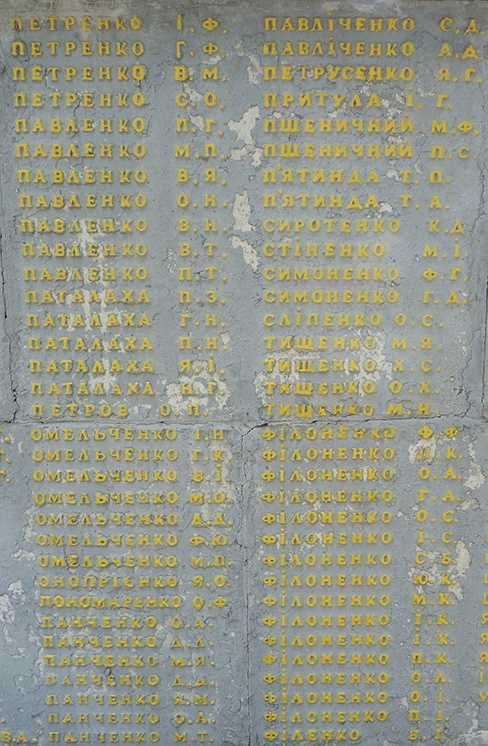 ПЕТРЕНКО І.Ф.
ПЕТРЕНКО Г.Ф.
ПЕТРЕНКО В.М.
ПЕТРЕНКО С.О.
ПАВЛЕНКО П.Г.
ПАВЛЕНКО М.П.
ПАВЛЕНКО В.Я.
ПАВЛЕНКО О.Н.
ПАВЛЕНКО В.Н.
ПАВЛЕНКО В.Т.
ПАВЛЕНКО П.Т.
ПАТАЛАХА П.З.
ПАТАЛАХА Г.Н.
ПАТАЛАХА П.Н.
ПАТАЛАХА Я.І.
ПАТАЛАХА Н.Г.
ПЕТРОВ О.П.
ПАВЛІЧЕНКО С.Д.
ПАВЛІЧЕНКО А.Д.
ПЕТРУСЕНКО Я.Г.
ПРИТУЛА І.Г.
ПШЕНИЧНИЙ М.Ф.
ПШЕНИЧНИЙ П.С.
П'ЯТИНДА Т.П.
П'ЯТИНДА Т.А.
СИРОТЕНКО К.Д
СТІНЕНКО М.І.
СИМОНЕНКО Ф.Г.
СИМОНЕНКО Г.Д.
СЛІПЕНКО О.С.
ТИЩЕНКО М.Я.
ТИЩЕНКО Х.С.
ТИЩЕНКО О.Х.
ТИЩЕНКО М.Н.
ОМЕЛЬЧЕНКО І.Н
ОМЕЛЬЧЕНКО Г.К
ОМЕЛЬЧЕНКО В.І.
ОМЕЛЬЧЕНКО М.О.
ОМЕЛЬЧЕНКО Д.Д.
ОМЕЛЬЧЕНКО Ф.Ю.
ОМЕЛЬЧЕНКО М.П.
ОНОПРІЄНКО Я.О.
ПОНОМАРЕНКО О.Ф
ПАНЧЕНКО О.А.
ПАНЧЕНКО Д.Л.
ПАНЧЕНКО М.Я.
ПАНЧЕНКО Д.Д.
ПАНЧЕНКО Я.М.
ПАНЧЕНКО О.А.
В.А. ПАНЧЕНКО М.Т.
ФІЛОНЕНКО Ф.Ф
ФІЛОНЕНКО К.
ФІЛОНЕНКО О.А.
ФІЛОНЕНКО Г.А.
ФІЛОНЕНКО О.С.
ФІЛОНЕНКО І.С.
ФІЛОНЕНКО Є.Б.
ФІЛОНЕНКО Ю.К.
ФІЛОНЕНКО М.К.
ФІЛОНЕНКО І.К.
ФІЛОНЕНКО І.К.
ФІЛОНЕНКО П.К.
ФІЛОНЕНКО О.Л.
ФІЛОНЕНКО О.І.
ФІЛОНЕНКО Р.І.
ФІЛЕНКО В.І.